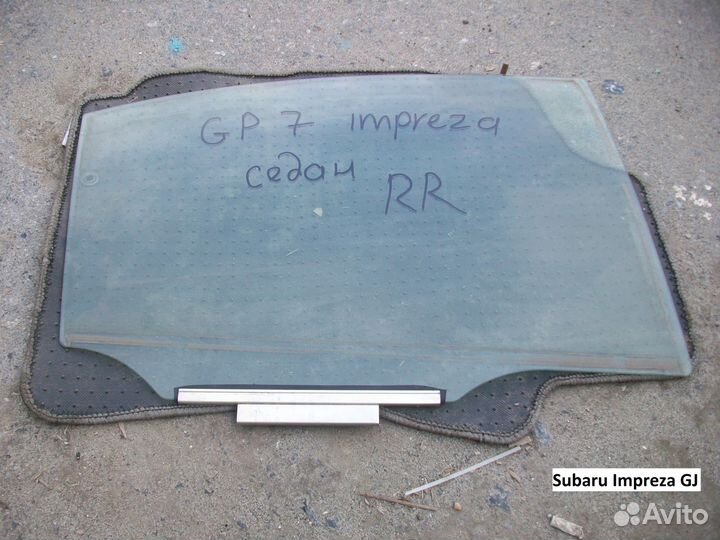 GP 7 impreza
седан
RR
Subaru Impreza GJ
Avito